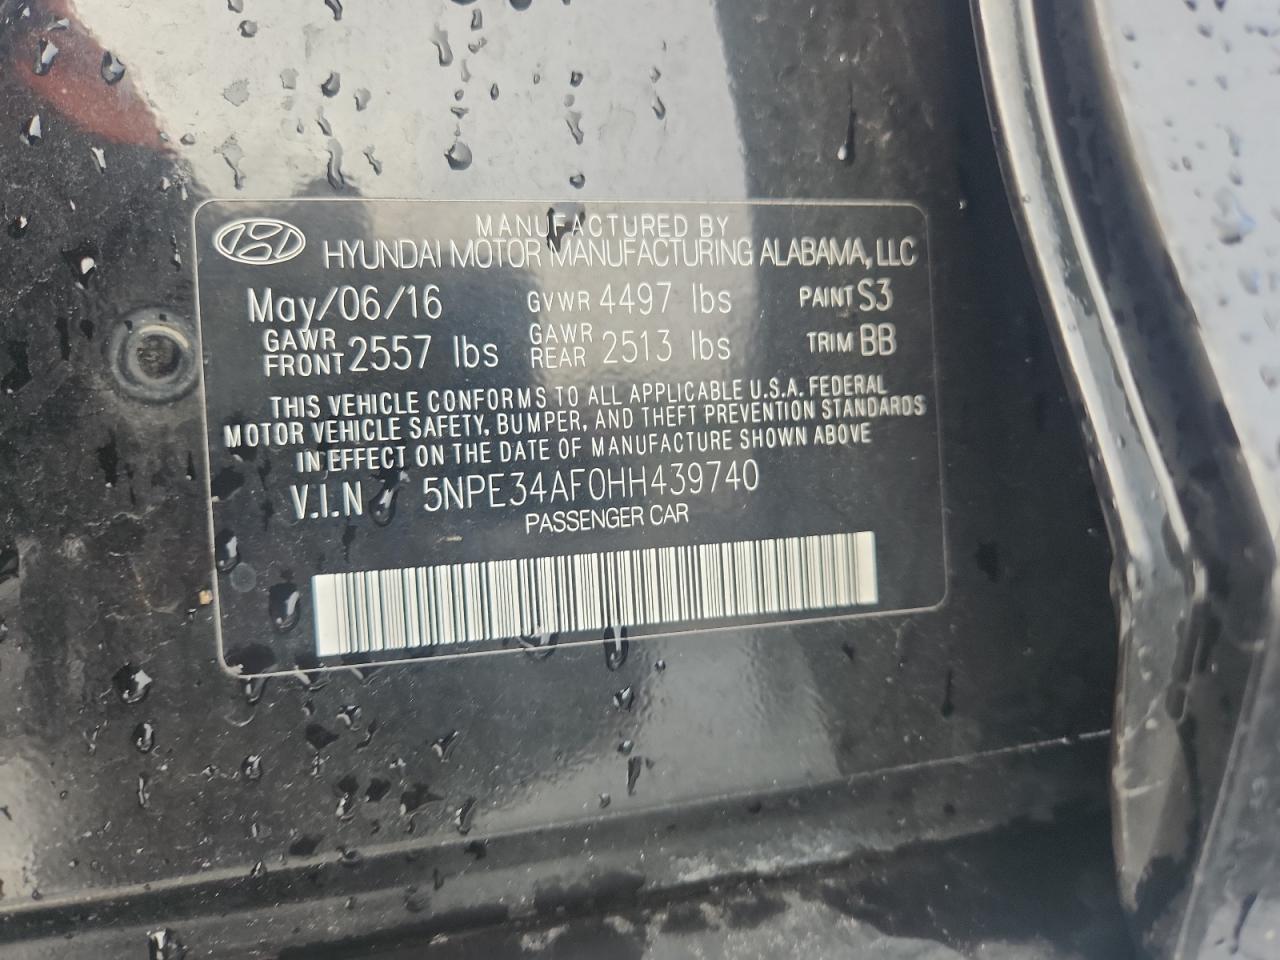 MANUFACTURED BY
HYUNDAI MOTOR MANUFACTURING ALABAMA, LLC
May/06/16 GVWR 4497 lbs PAINT S3
GAWR FRONT 2557 lbs GAWR REAR 2513 lbs TRIM BB
THIS VEHICLE CONFORMS TO ALL APPLICABLE U.S.A. FEDERAL
MOTOR VEHICLE SAFETY, BUMPER, AND THEFT PREVENTION STANDARDS
IN EFFECT ON THE DATE OF MANUFACTURE SHOWN ABOVE
V.I.N 5NPE34AF0HH439740
PASSENGER CAR